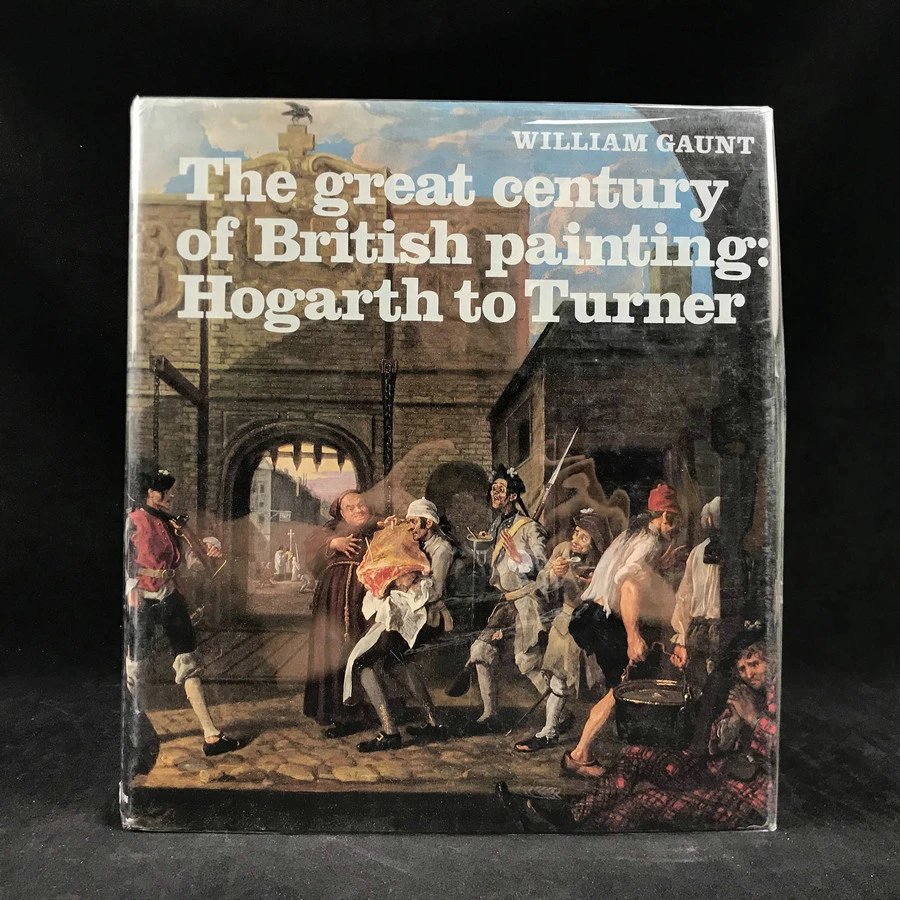 WILLIAM GAUNT
The great century
of British painting:
Hogarth to Turner